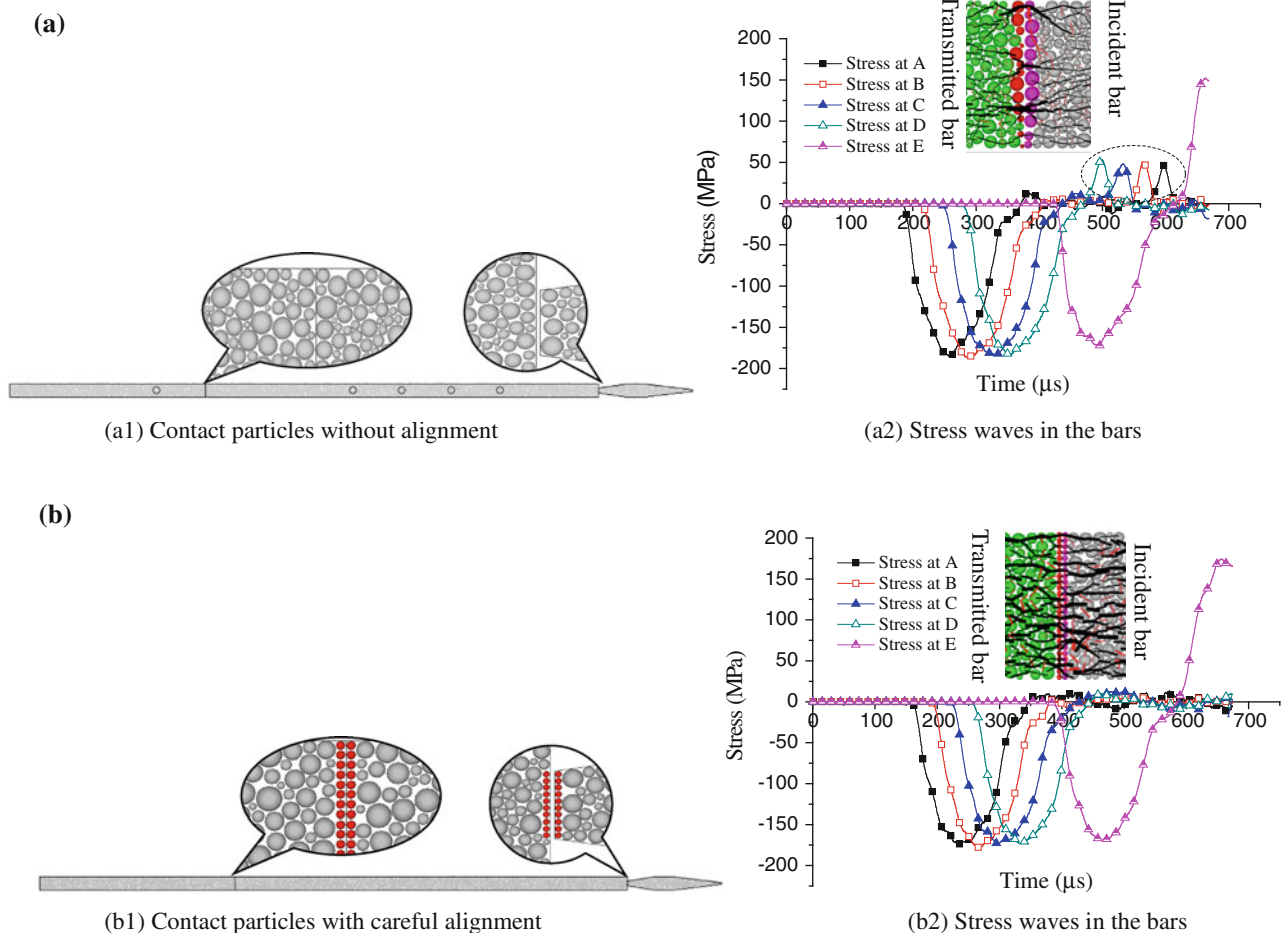 (a)
Transmitted bar
Incident bar
200
150
100
50
0
-50
-100
-150
-200
Stress (MPa)
Stress at A
Stress at B
Stress at C
Stress at D
Stress at E
0 100 200 300 400 500 600 700
Time (μs)
(a1) Contact particles without alignment
(a2) Stress waves in the bars
(b)
Transmitted bar
Incident bar
200
150
100
50
0
-50
-100
-150
-200
Stress (MPa)
Stress at A
Stress at B
Stress at C
Stress at D
Stress at E
0 100 200 300 400 500 600 700
Time (μs)
(b1) Contact particles with careful alignment
(b2) Stress waves in the bars